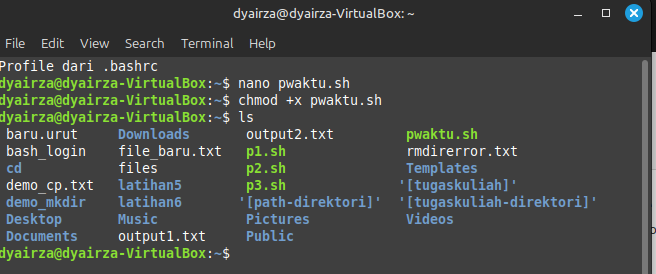 dyairza@dyairza-VirtualBox: ~
File Edit View Search Terminal Help
Profile dari .bashrc
dyairza@dyairza-VirtualBox:~$ nano pwaktu.sh
dyairza@dyairza-VirtualBox:~$ chmod +x pwaktu.sh
dyairza@dyairza-VirtualBox:~$ ls
baru.urut Downloads output2.txt pwaktu.sh
bash_login file_baru.txt p1.sh rmdirerror.txt
cd files p2.sh Templates
demo_cp.txt latihan5 p3.sh '[tugaskuliah]'
demo_mkdir latihan6 '[path-direktori]' '[tugaskuliah-direktori]'
Desktop Music Pictures Videos
Documents output1.txt Public
dyairza@dyairza-VirtualBox:~$